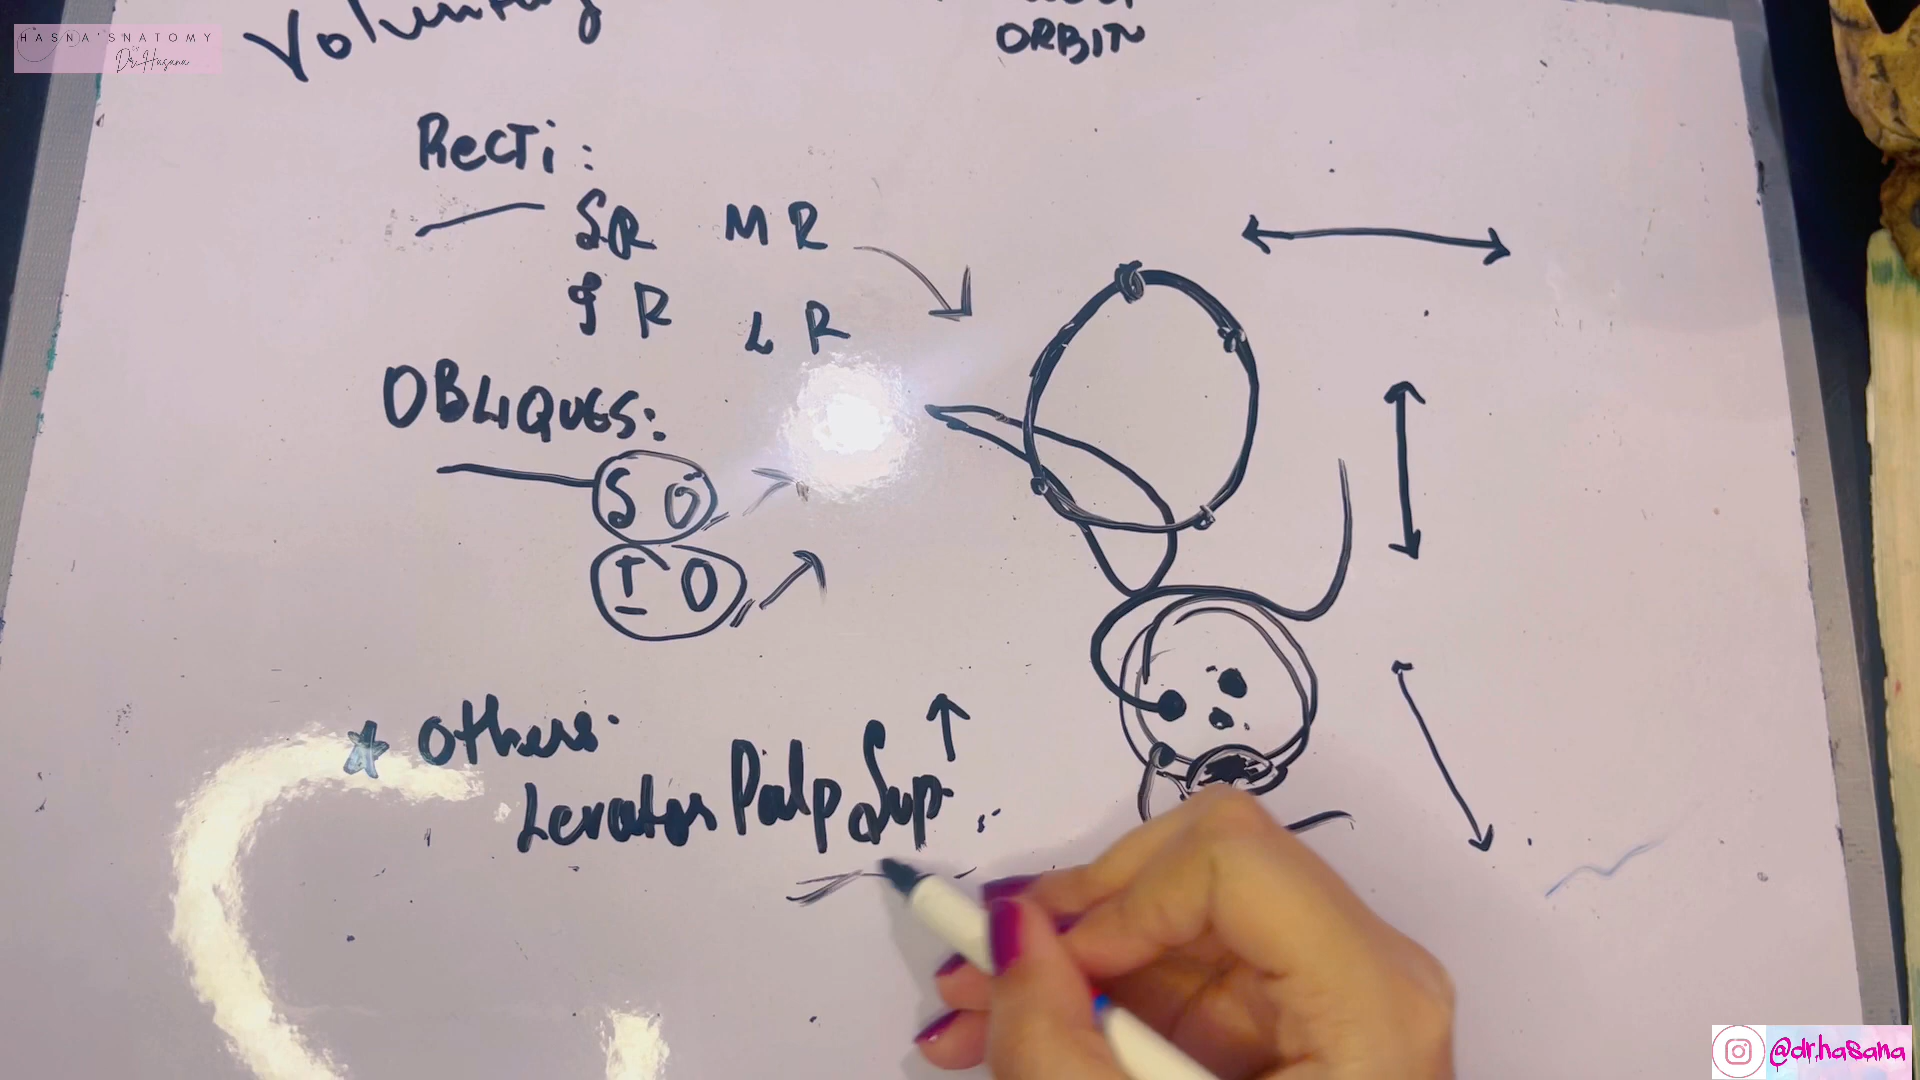 HASNA'SNATOMY
by
Dr.Hasana
ORBIT
Recti:
SR MR
IR LR
OBLIQUES:
SO
IO
Others:
Levator Palp Sup.
@dr.hasana